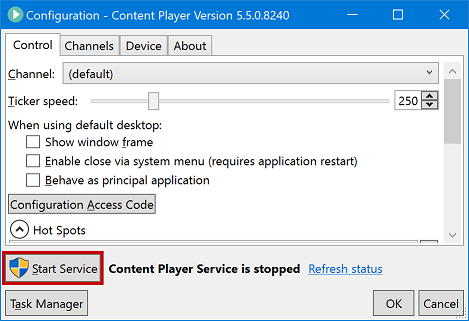 Configuration - Content Player Version 5.5.0.8240
Control Channels Device About
Channel: (default)
Ticker speed: 250
When using default desktop:
Show window frame
Enable close via system menu (requires application restart)
Behave as principal application
Configuration Access Code
Hot Spots
Start Service Content Player Service is stopped Refresh status
Task Manager OK Cancel